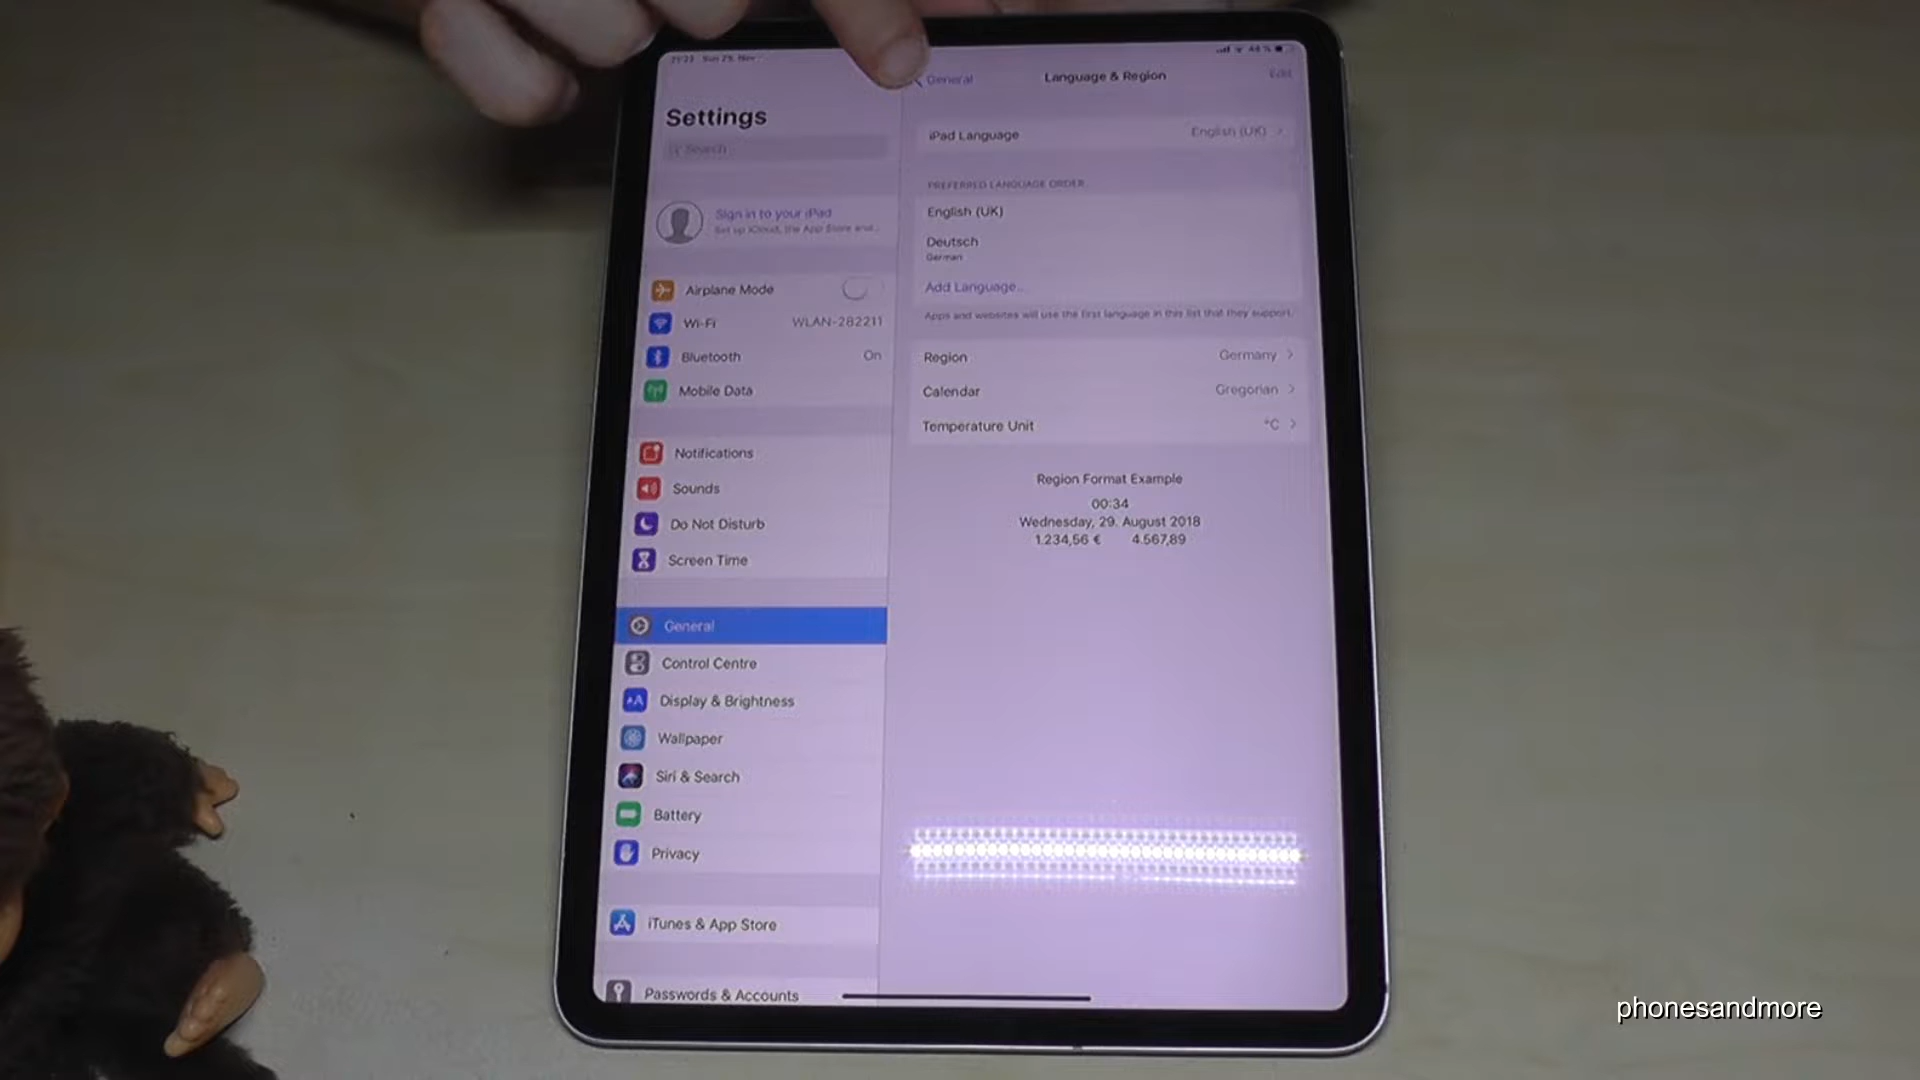 General
Language & Region
Edit
Settings
Search
iPad Language
English (UK)
PREFERRED LANGUAGE ORDER
English (UK)
Deutsch
German
Add Language...
Apps and websites will use the first language in this list that they support.
Sign in to your iPad
Set up iCloud, the App Store and...
Airplane Mode
Wi-Fi
WLAN-282211
Bluetooth
On
Mobile Data
Region
Germany
Calendar
Gregorian
Temperature Unit
°C
Region Format Example
00:34
Wednesday, 29. August 2018
1.234,56 € 4.567,89
Notifications
Sounds
Do Not Disturb
Screen Time
General
Control Centre
Display & Brightness
Wallpaper
Siri & Search
Battery
Privacy
iTunes & App Store
Passwords & Accounts
phonesandmore